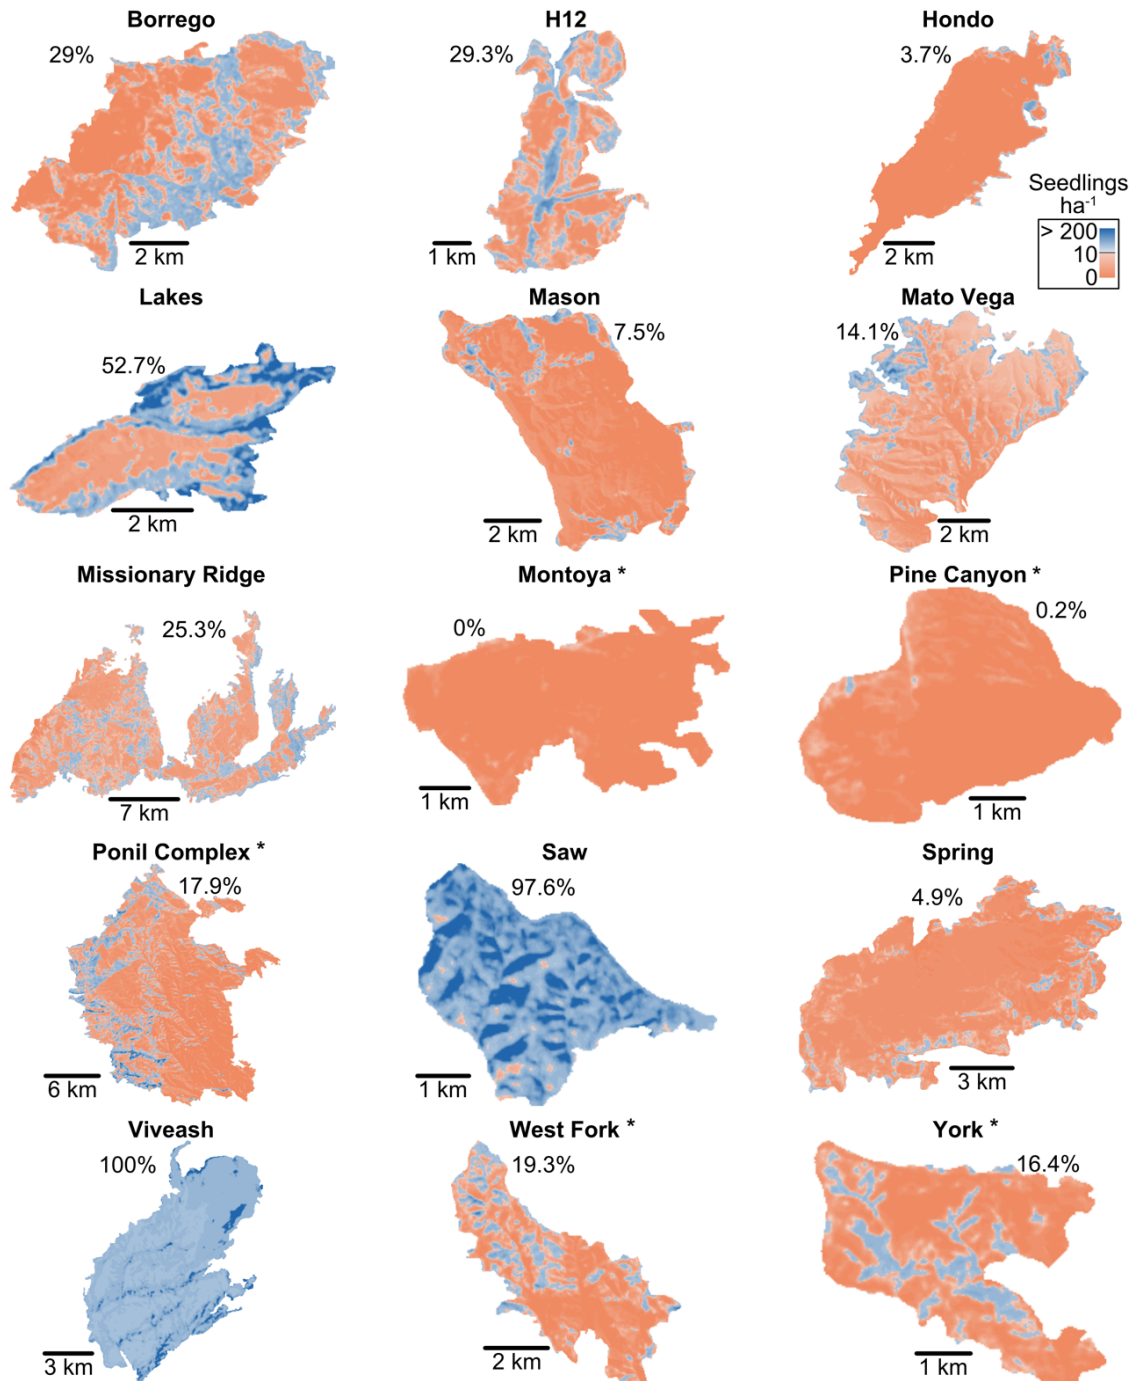 Borrego
H12
Hondo
29%
29.3%
3.7%
Seedlings
ha-1
> 200
10
0
2 km
1 km
2 km
Lakes
Mason
Mato Vega
52.7%
7.5%
14.1%
2 km
2 km
2 km
Missionary Ridge
Montoya *
Pine Canyon *
25.3%
0%
0.2%
7 km
1 km
1 km
Ponil Complex *
Saw
Spring
17.9%
97.6%
4.9%
6 km
1 km
3 km
Viveash
West Fork *
York *
100%
19.3%
16.4%
3 km
2 km
1 km